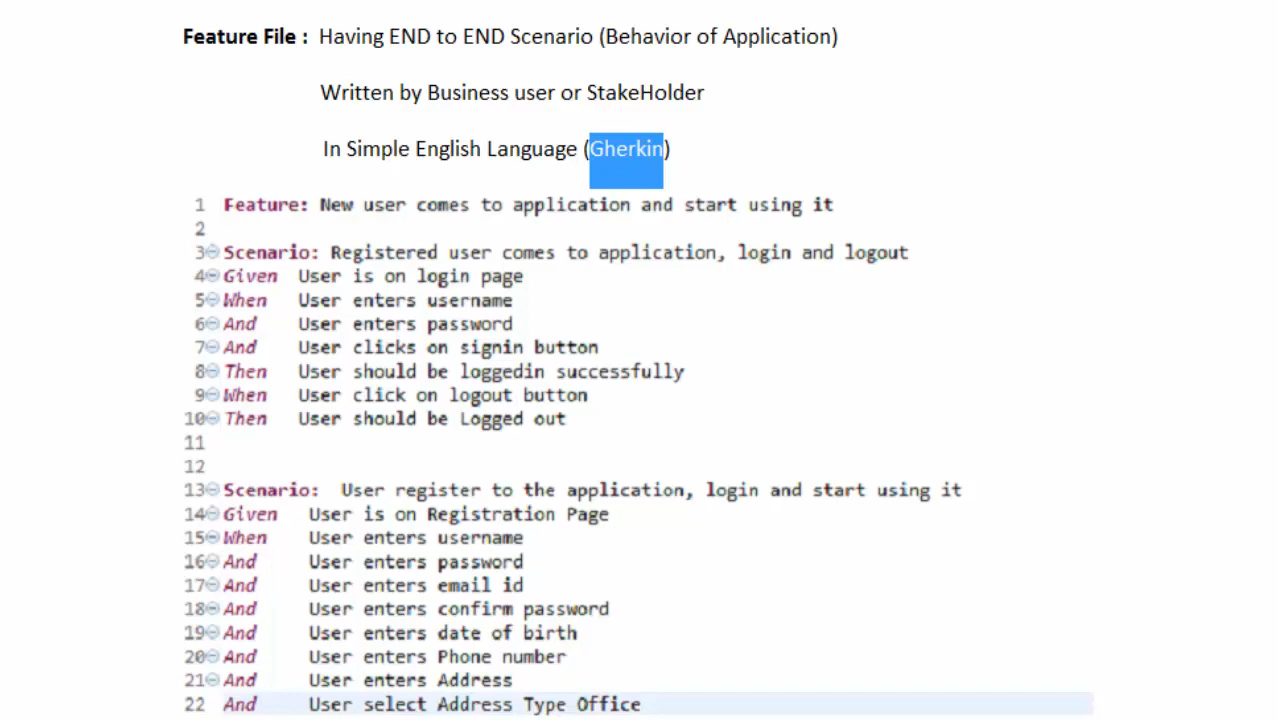 Feature File : Having END to END Scenario (Behavior of Application)
Written by Business user or StakeHolder
In Simple English Language (Gherkin)
1 Feature: New user comes to application and start using it
2
3 Scenario: Registered user comes to application, login and logout
4 Given User is on login page
5 When User enters username
6 And User enters password
7 And User clicks on signin button
8 Then User should be loggedin successfully
9 When User click on logout button
10 Then User should be Logged out
11
12
13 Scenario: User register to the application, login and start using it
14 Given User is on Registration Page
15 When User enters username
16 And User enters password
17 And User enters email id
18 And User enters confirm password
19 And User enters date of birth
20 And User enters Phone number
21 And User enters Address
22 And User select Address Type Office